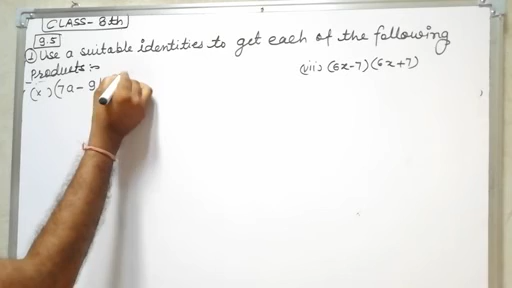 CLASS-8th
9.5
① Use a suitable identities to get each of the following
products:-
(x) (7a-9
(vii) (6x-7) (6x+7)